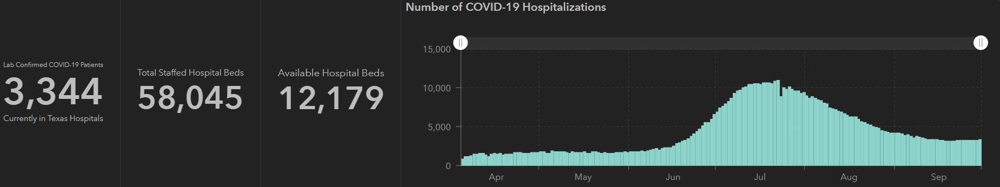 Lab Confirmed COVID-19 Patients
3,344
Currently in Texas Hospitals
Total Staffed Hospital Beds
58,045
Available Hospital Beds
12,179
Number of COVID-19 Hospitalizations
15,000
10,000
5,000
0
Apr May Jun Jul Aug Sep